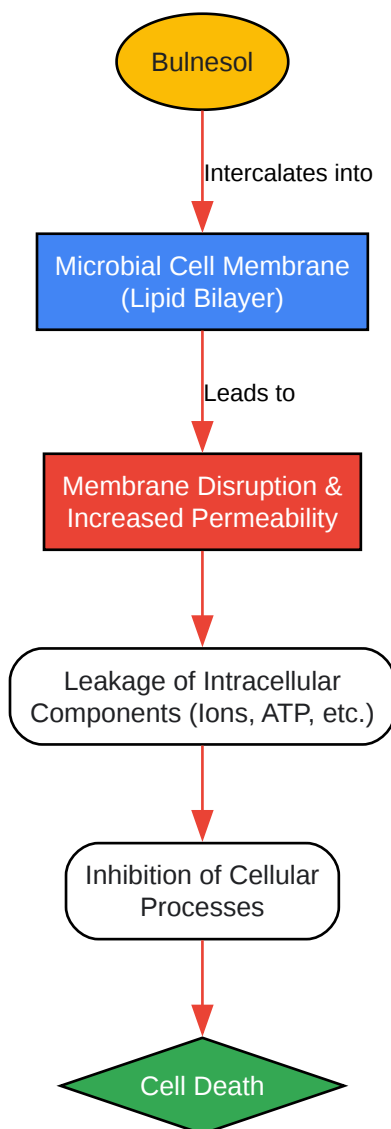 Bulnesol
Intercalates into
Microbial Cell Membrane
(Lipid Bilayer)
Leads to
Membrane Disruption &
Increased Permeability
Leakage of Intracellular
Components (Ions, ATP, etc.)
Inhibition of Cellular
Processes
Cell Death